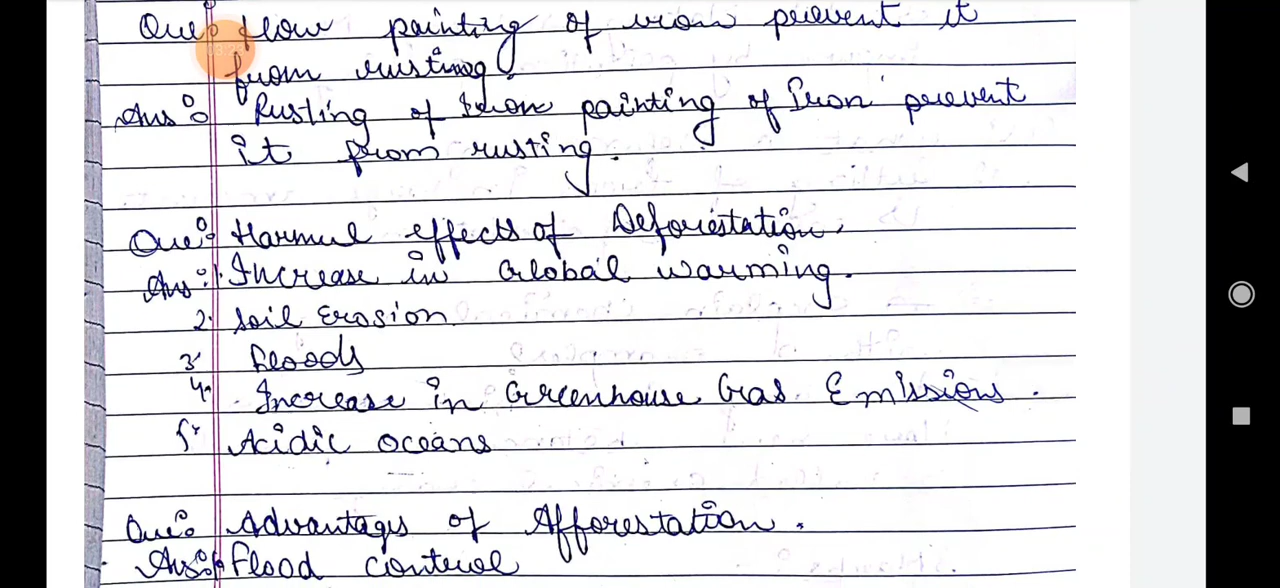 Que: How painting of iron prevent it
from rusting?
Ans: Rusting of Iron painting of Iron prevent
it from rusting.
Que: Harmul effects of Deforestation.
Ans: 1. Increase in Global warming.
2. Soil Erosion
3. Floods
4. Increase in Greenhouse Gas Emissions.
5. Acidic oceans
Que: Advantages of Afforestation.
Ans: Flood control